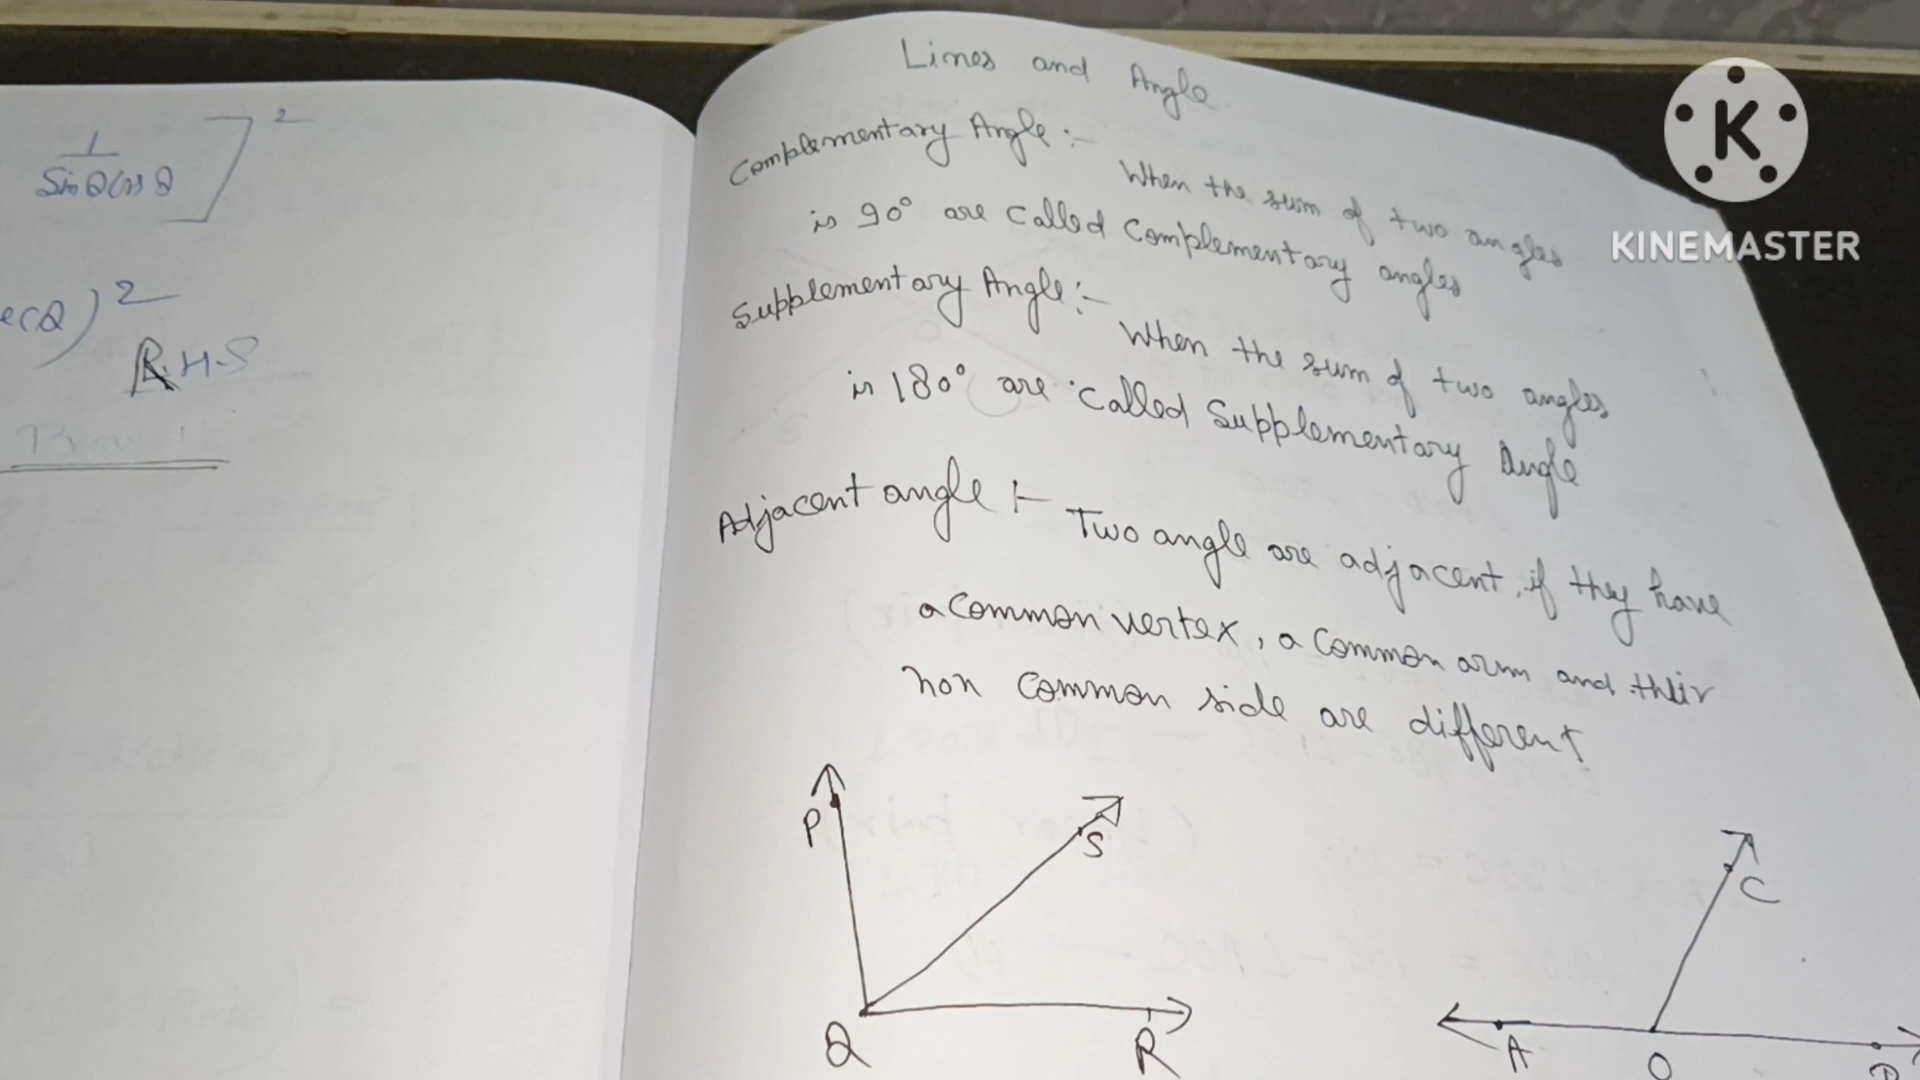 1
Sinθcosθ
]²
ecθ)²
R.H.S
Lines and Angle
Complementary Angle :- When the sum of two angles
is 90° are called Complementary angles
Supplementary Angle :- When the sum of two angles
is 180° are called Supplementary Angle
Adjacent angle :- Two angle are adjacent, if they have
a common vertex, a common arm and their
non common side are different
P
S
Q
R
C
A
O
K
KINEMASTER